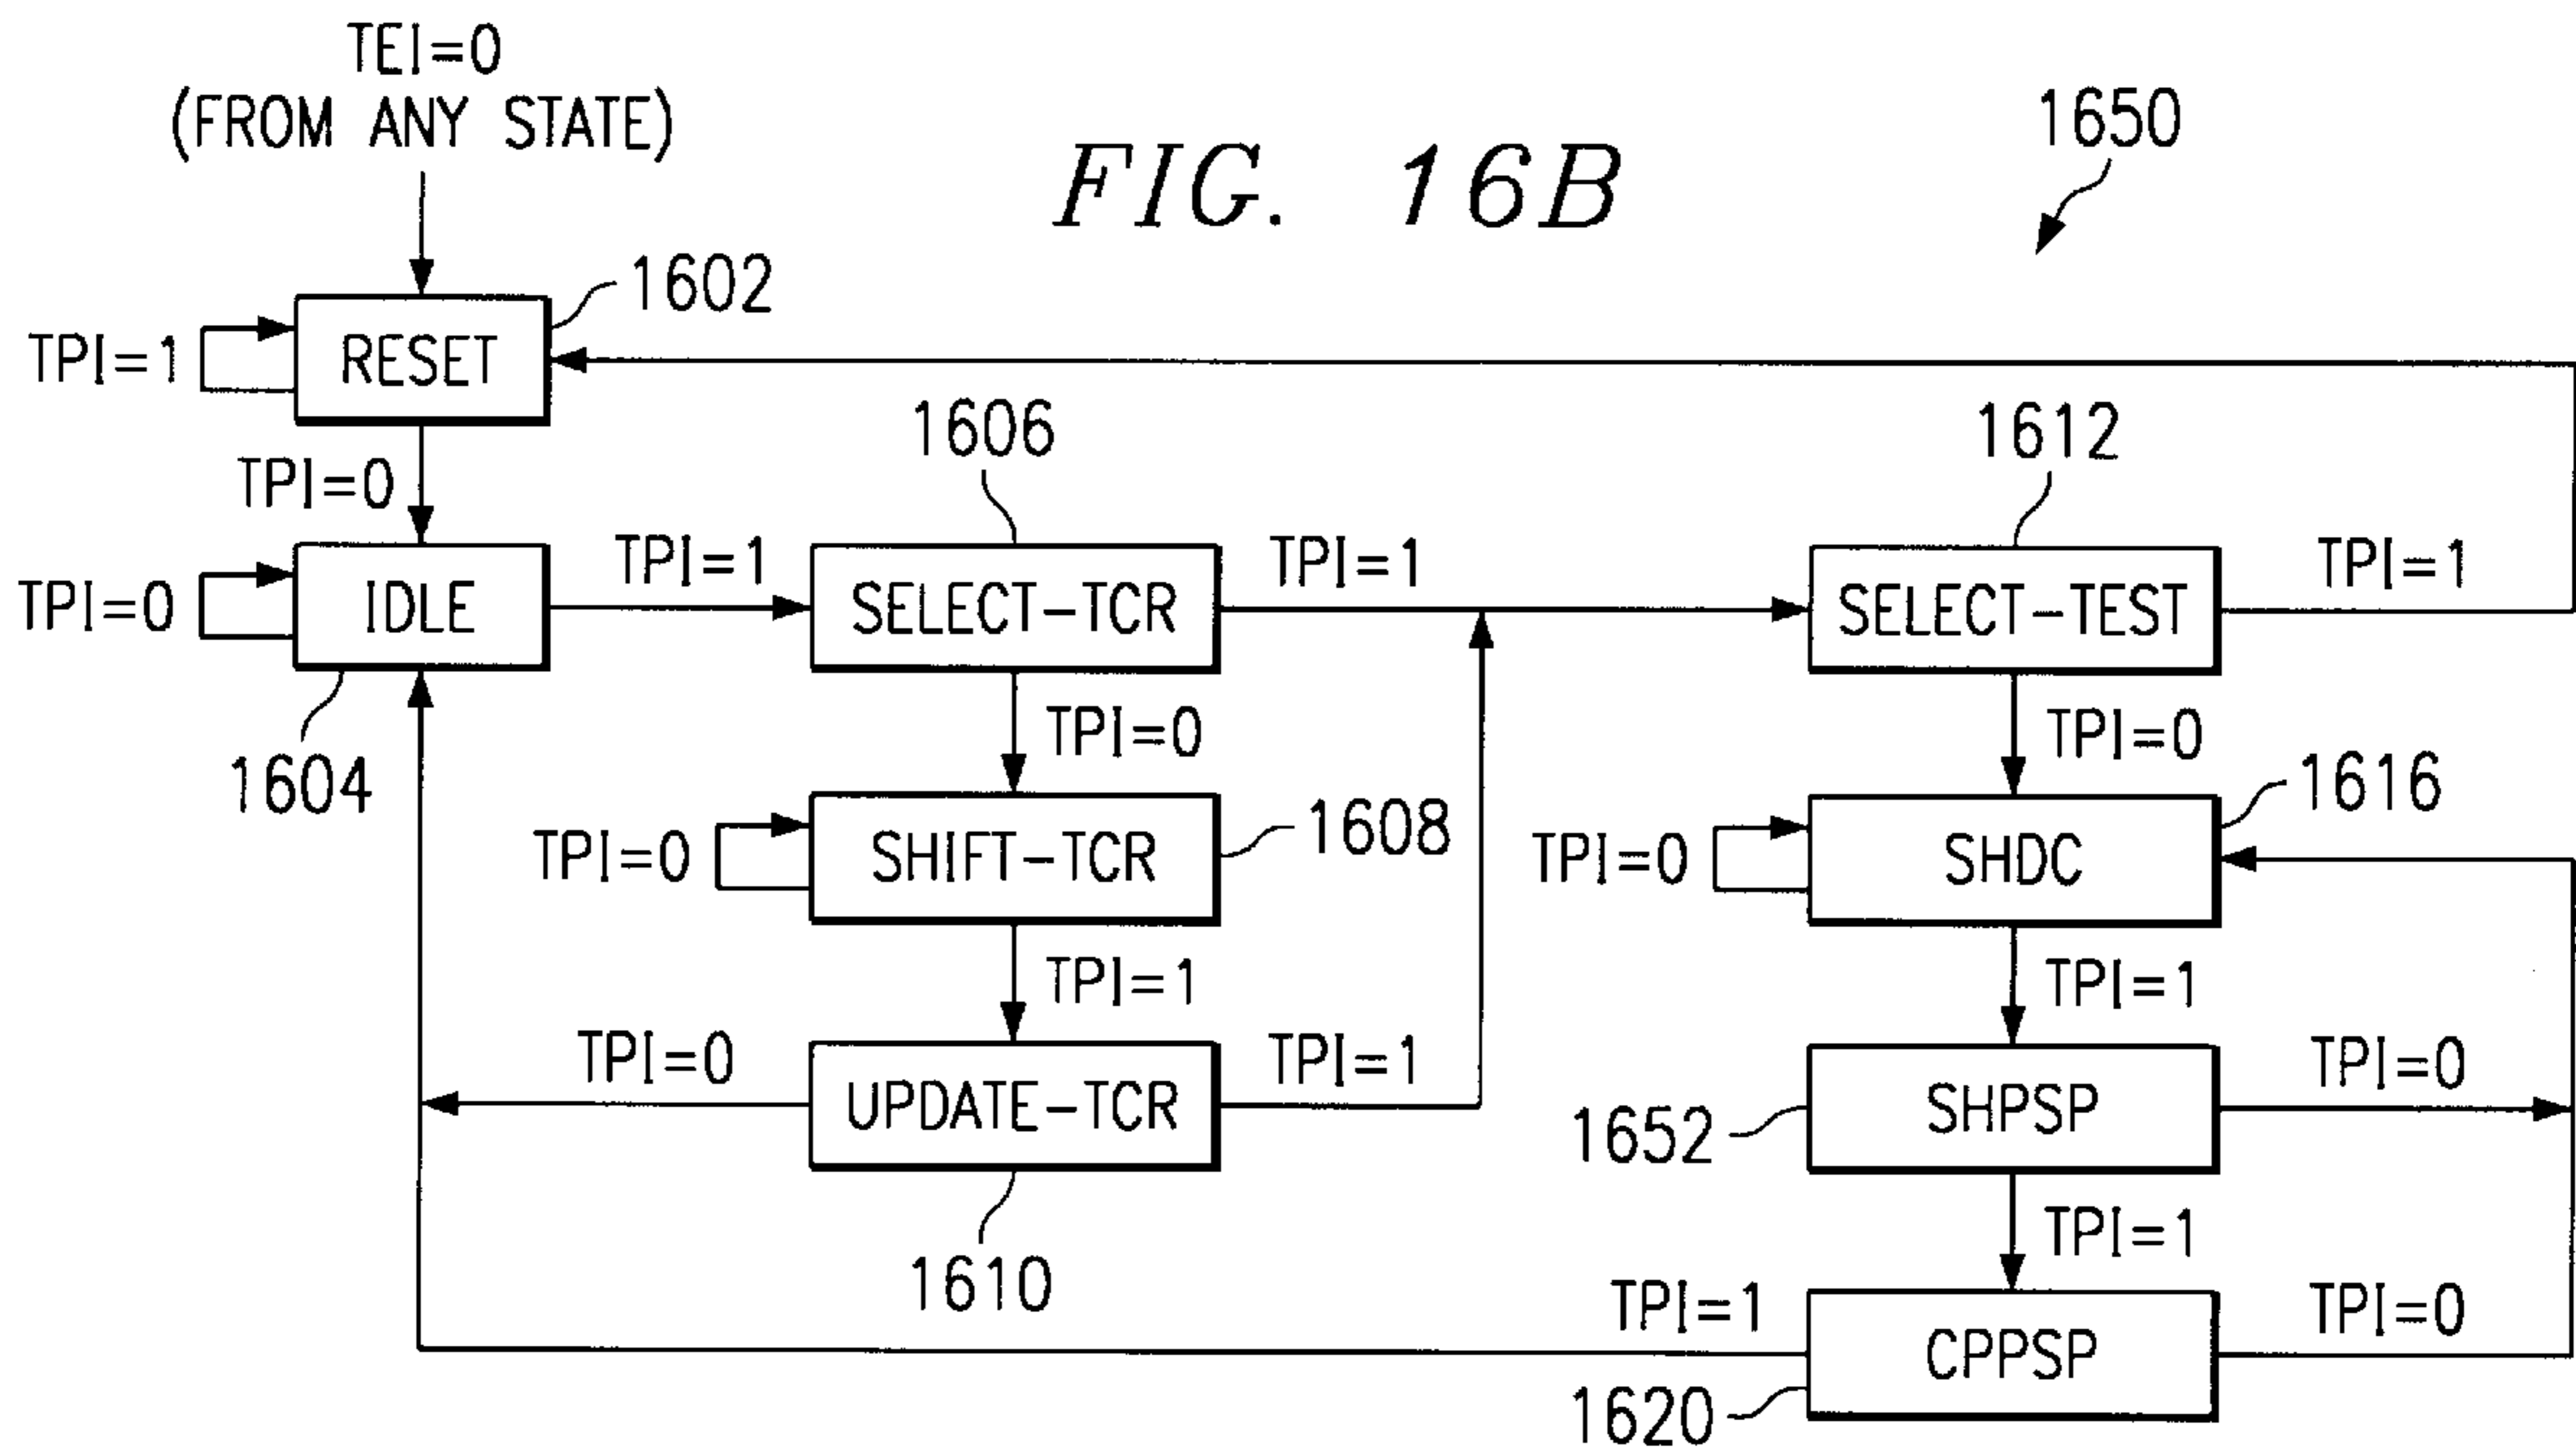 TEI=0
(FROM ANY STATE)
FIG. 16B
1650
1602
TPI=1
RESET
TPI=0
1606
1612
TPI=0
IDLE
TPI=1
SELECT-TCR
TPI=1
SELECT-TEST
TPI=1
1604
TPI=0
TPI=0
TPI=0
SHIFT-TCR
1608
TPI=0
SHDC
1616
TPI=1
TPI=1
TPI=0
UPDATE-TCR
TPI=1
1652
SHPSP
TPI=0
1610
TPI=1
TPI=1
CPPSP
TPI=0
1620